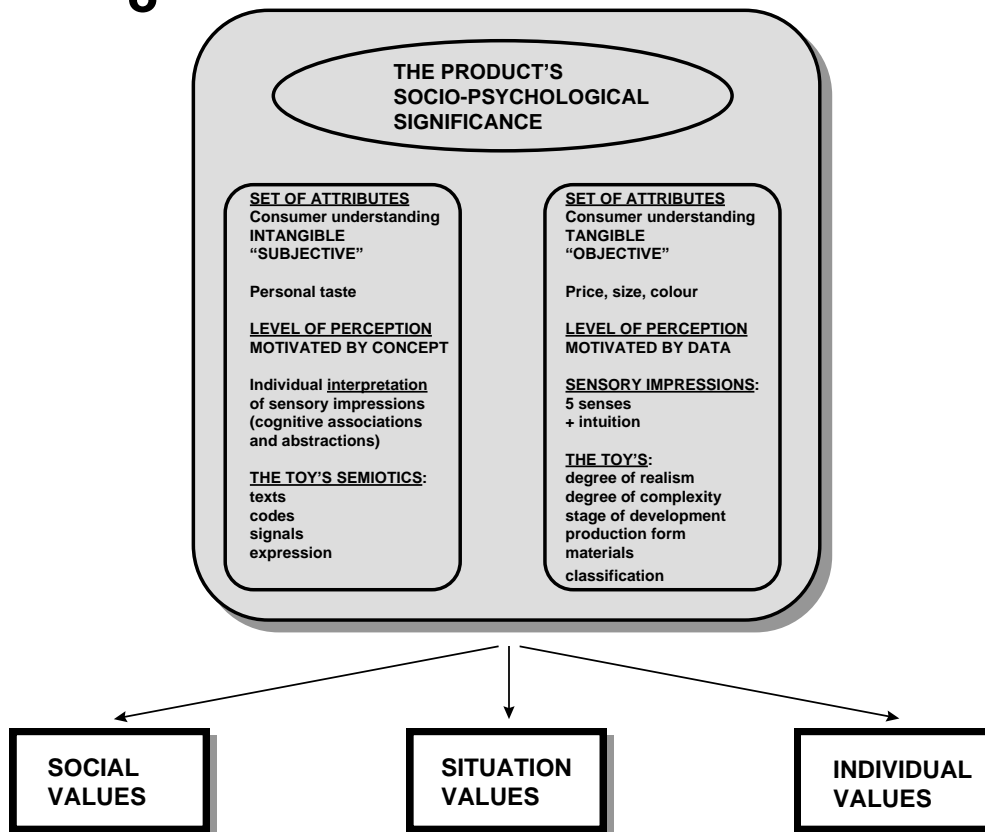 THE PRODUCT'S
SOCIO-PSYCHOLOGICAL
SIGNIFICANCE
SET OF ATTRIBUTES
Consumer understanding
INTANGIBLE
“SUBJECTIVE”
Personal taste
LEVEL OF PERCEPTION
MOTIVATED BY CONCEPT
Individual interpretation
of sensory impressions
(cognitive associations
and abstractions)
THE TOY'S SEMIOTICS:
texts
codes
signals
expression
SET OF ATTRIBUTES
Consumer understanding
TANGIBLE
“OBJECTIVE”
Price, size, colour
LEVEL OF PERCEPTION
MOTIVATED BY DATA
SENSORY IMPRESSIONS:
5 senses
+ intuition
THE TOY'S:
degree of realism
degree of complexity
stage of development
production form
materials
classification
SOCIAL
VALUES
SITUATION
VALUES
INDIVIDUAL
VALUES